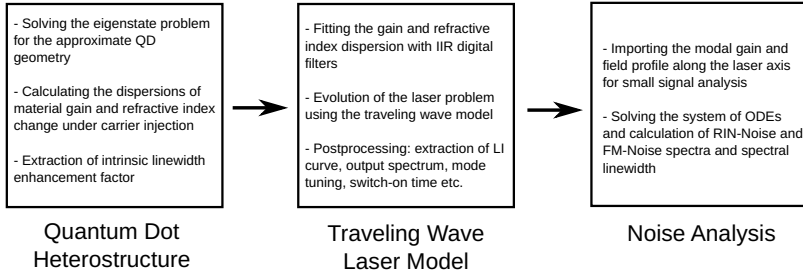 - Solving the eigenstate problem
for the approximate QD
geometry
- Calculating the dispersions of
material gain and refractive index
change under carrier injection
- Extraction of intrinsic linewidth
enhancement factor
Quantum Dot
Heterostructure
- Fitting the gain and refractive
index dispersion with IIR digital
filters
- Evolution of the laser problem
using the traveling wave model
- Postprocessing: extraction of LI
curve, output spectrum, mode
tuning, switch-on time etc.
Traveling Wave
Laser Model
- Importing the modal gain and
field profile along the laser axis
for small signal analysis
- Solving the system of ODEs
and calculation of RIN-Noise and
FM-Noise spectra and spectral
linewidth
Noise Analysis